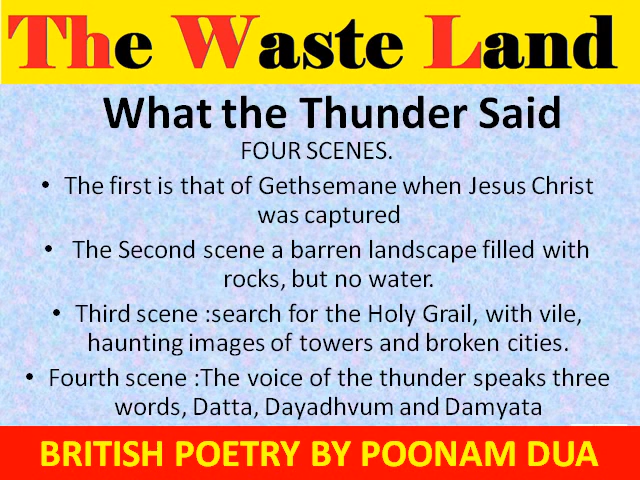 The Waste Land
What the Thunder Said
FOUR SCENES.
• The first is that of Gethsemane when Jesus Christ
was captured
• The Second scene a barren landscape filled with
rocks, but no water.
• Third scene :search for the Holy Grail, with vile,
haunting images of towers and broken cities.
• Fourth scene :The voice of the thunder speaks three
words, Datta, Dayadhvum and Damyata
BRITISH POETRY BY POONAM DUA